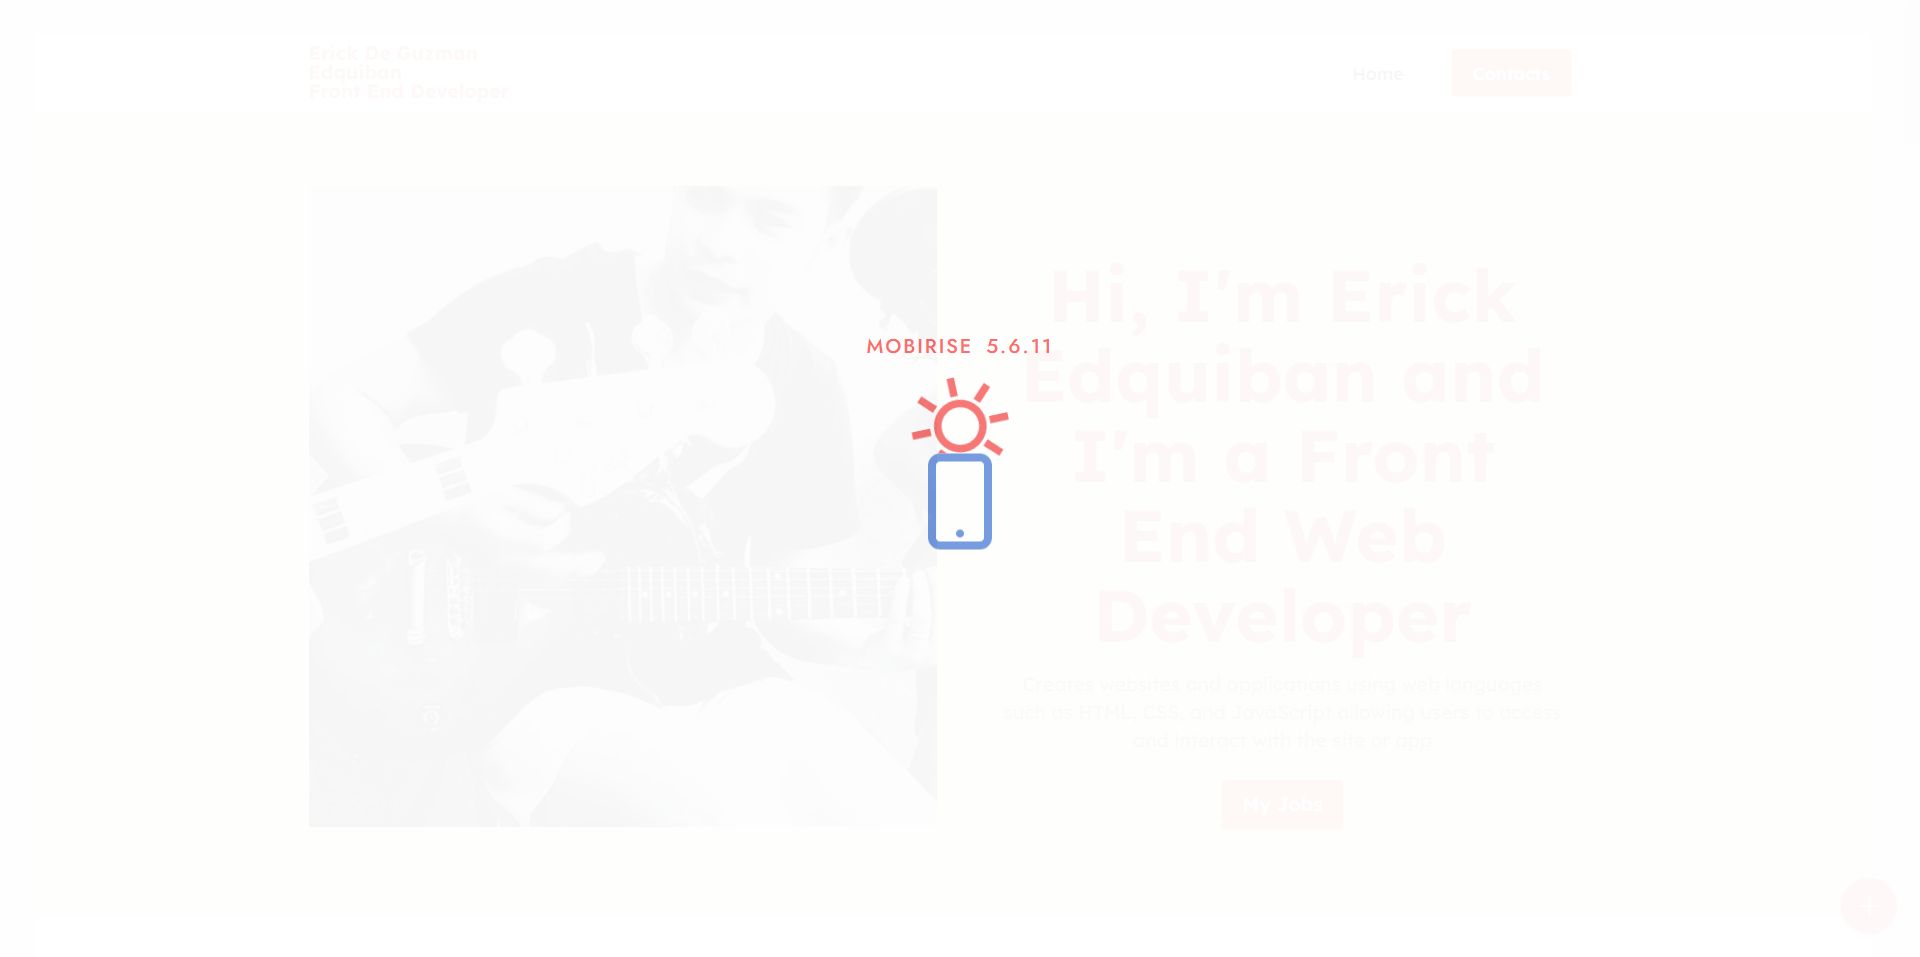 Erick De Guzman
Edquiban
Front End Developer
Home
Contacts
MOBIRISE 5.6.11
Hi, I'm Erick
Edquiban and
I'm a Front
End Web
Developer
Creates websites and applications using web languages
such as HTML, CSS, and JavaScript allowing users to access
and interact with the site or app.
My Jobs